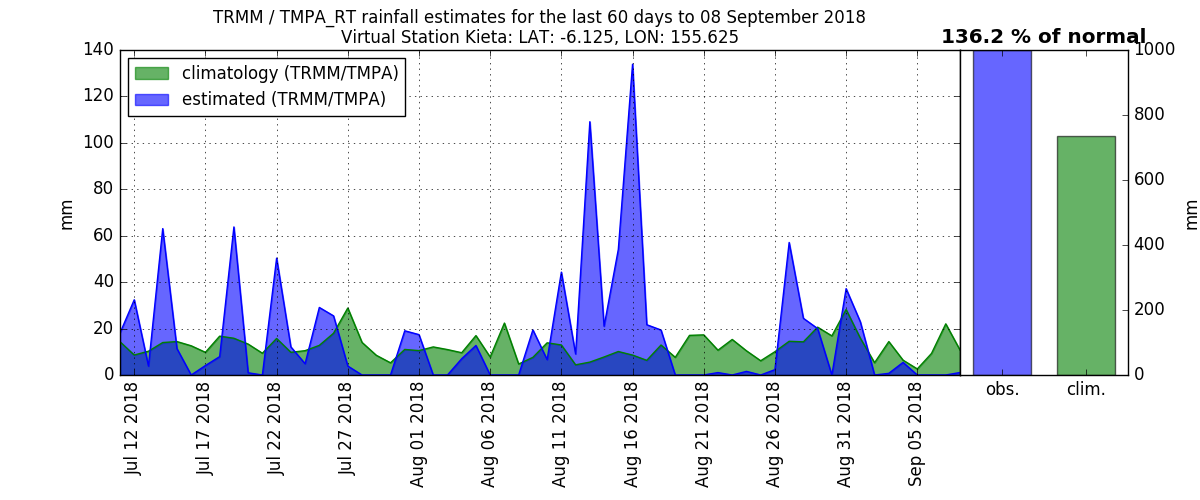 TRMM / TMPA_RT rainfall estimates for the last 60 days to 08 September 2018
Virtual Station Kieta: LAT: -6.125, LON: 155.625
136.2 % of normal
climatology (TRMM/TMPA)
estimated (TRMM/TMPA)
mm
140
120
100
80
60
40
20
0
Jul 12 2018
Jul 17 2018
Jul 22 2018
Jul 27 2018
Aug 01 2018
Aug 06 2018
Aug 11 2018
Aug 16 2018
Aug 21 2018
Aug 26 2018
Aug 31 2018
Sep 05 2018
1000
800
600
400
200
0
mm
obs.
clim.